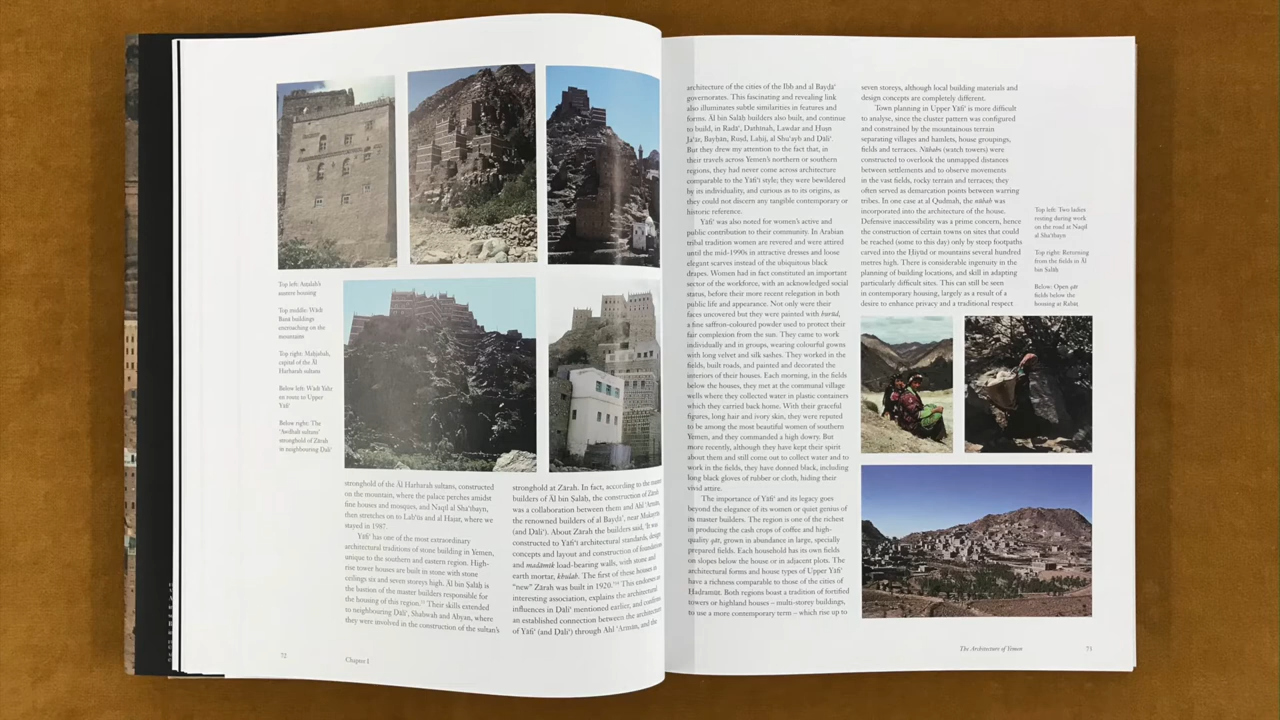 Top left: Aṣṣalah's
eastern housing
Top middle: Wādī
Banā buildings
encroaching on the
mountains
Top right: Maḥjabah,
capital of the Āl
Harharah sultans
Below left: Wādī Yahr
en route to Upper
Yāfiʿ
Below right: The
ʿAwdhalī sultans'
stronghold of Zārah
in neighbouring Ḍāliʿ
stronghold of the Āl Harharah sultans, constructed
on the mountain, where the palace perches amidst
fine houses and mosques, and Naqīl al Shaʿbayn,
then stretches on to Labʿūs and al Hajar, where we
stayed in 1987.
Yāfiʿ has one of the most extraordinary
architectural traditions of stone building in Yemen,
unique to the southern and eastern region. High-
rise tower houses are built in stone with stone
ceilings six and seven storeys high. Āl bin Ṣalāḥ is
the bastion of the master builders responsible for
the housing of this region. Their skills extended
to neighbouring Ḍāliʿ, Shabwah and Abyan, where
they were involved in the construction of the sultan's
stronghold at Zārah. In fact, according to the master
builders of Āl bin Ṣalāḥ, the construction of Zārah
was a collaboration between them and Ahl ʿArmān,
the renowned builders of al Bayḍāʾ, near Mukayrās
(and Ḍāliʿ). About Zārah the builders said, 'It was
constructed to Yāfiʿī architectural standards, design
concepts and layout and construction of foundations
and madāmik load-bearing walls, with stone and
earth mortar, khulab. The first of these houses in
"new" Zārah was built in 1920.' This endorses an
interesting association, explains the architectural
influences in Ḍāliʿ mentioned earlier, and confirms
an established connection between the architecture
of Yāfiʿ (and Ḍāliʿ) through Ahl ʿArmān, and the
72
Chapter 1
architecture of the cities of the Ibb and al Bayḍāʾ
governorates. This fascinating and revealing link
also illuminates subtle similarities in features and
forms. Āl bin Ṣalāḥ builders also built, and continue
to build, in Radāʿ, Dathīnah, Lawdar and Ḥuṣn
Jaʿār, Bayḥān, Ruṣd, Laḥij, al Shuʿayb and Ḍāliʿ.
But they drew my attention to the fact that, in
their travels across Yemen's northern or southern
regions, they had never come across architecture
comparable to the Yāfiʿī style; they were bewildered
by its individuality, and curious as to its origins, as
they could not discern any tangible contemporary or
historic reference.
Yāfiʿ was also noted for women's active and
public contribution to their community. In Arabian
tribal tradition women are revered and were attired
until the mid-1990s in attractive dresses and loose
elegant scarves instead of the ubiquitous black
drapes. Women had in fact constituted an important
sector of the workforce, with an acknowledged social
status, before their more recent relegation in both
public life and appearance. Not only were their
faces uncovered but they were painted with hurūd,
a fine saffron-coloured powder used to protect their
fair complexion from the sun. They came to work
individually and in groups, wearing colourful gowns
with long velvet and silk sashes. They worked in the
fields, built roads, and painted and decorated the
interiors of their houses. Each morning, in the fields
below the houses, they met at the communal village
wells where they collected water in plastic containers
which they carried back home. With their graceful
figures, long hair and ivory skin, they were reputed
to be among the most beautiful women of southern
Yemen, and they commanded a high dowry. But
more recently, although they have kept their spirit
about them and still come out to collect water and to
work in the fields, they have donned black, including
long black gloves of rubber or cloth, hiding their
vivid attire.
The importance of Yāfiʿ and its legacy goes
beyond the elegance of its women or quiet genius of
its master builders. The region is one of the richest
in producing the cash crops of coffee and high-
quality qāt, grown in abundance in large, specially
prepared fields. Each household has its own fields
on slopes below the house or in adjacent plots. The
architectural forms and house types of Upper Yāfiʿ
have a richness comparable to those of the cities of
Ḥaḍramūt. Both regions boast a tradition of fortified
towers or highland houses – multi-storey buildings,
to use a more contemporary term – which rise up to
seven storeys, although local building materials and
design concepts are completely different.
Town planning in Upper Yāfiʿ is more difficult
to analyse, since the cluster pattern was configured
and constrained by the mountainous terrain
separating villages and hamlets, house groupings,
fields and terraces. Nūbahs (watch towers) were
constructed to overlook the unmapped distances
between settlements and to observe movements
in the vast fields, rocky terrain and terraces; they
often served as demarcation points between warring
tribes. In one case at al Qudmah, the nūbah was
incorporated into the architecture of the house.
Defensive inaccessibility was a prime concern, hence
the construction of certain towns on sites that could
be reached (some to this day) only by steep footpaths
carved into the Ḥiyūd or mountains several hundred
metres high. There is considerable ingenuity in the
planning of building locations, and skill in adapting
particularly difficult sites. This can still be seen
in contemporary housing, largely as a result of a
desire to enhance privacy and a traditional respect
Top left: Two ladies
resting during work
on the road at Naqīl
al Shaʿbayn
Top right: Returning
from the fields in Āl
bin Ṣalāḥ
Below: Open qāt
fields below the
housing at Rabaṭ
The Architecture of Yemen
73